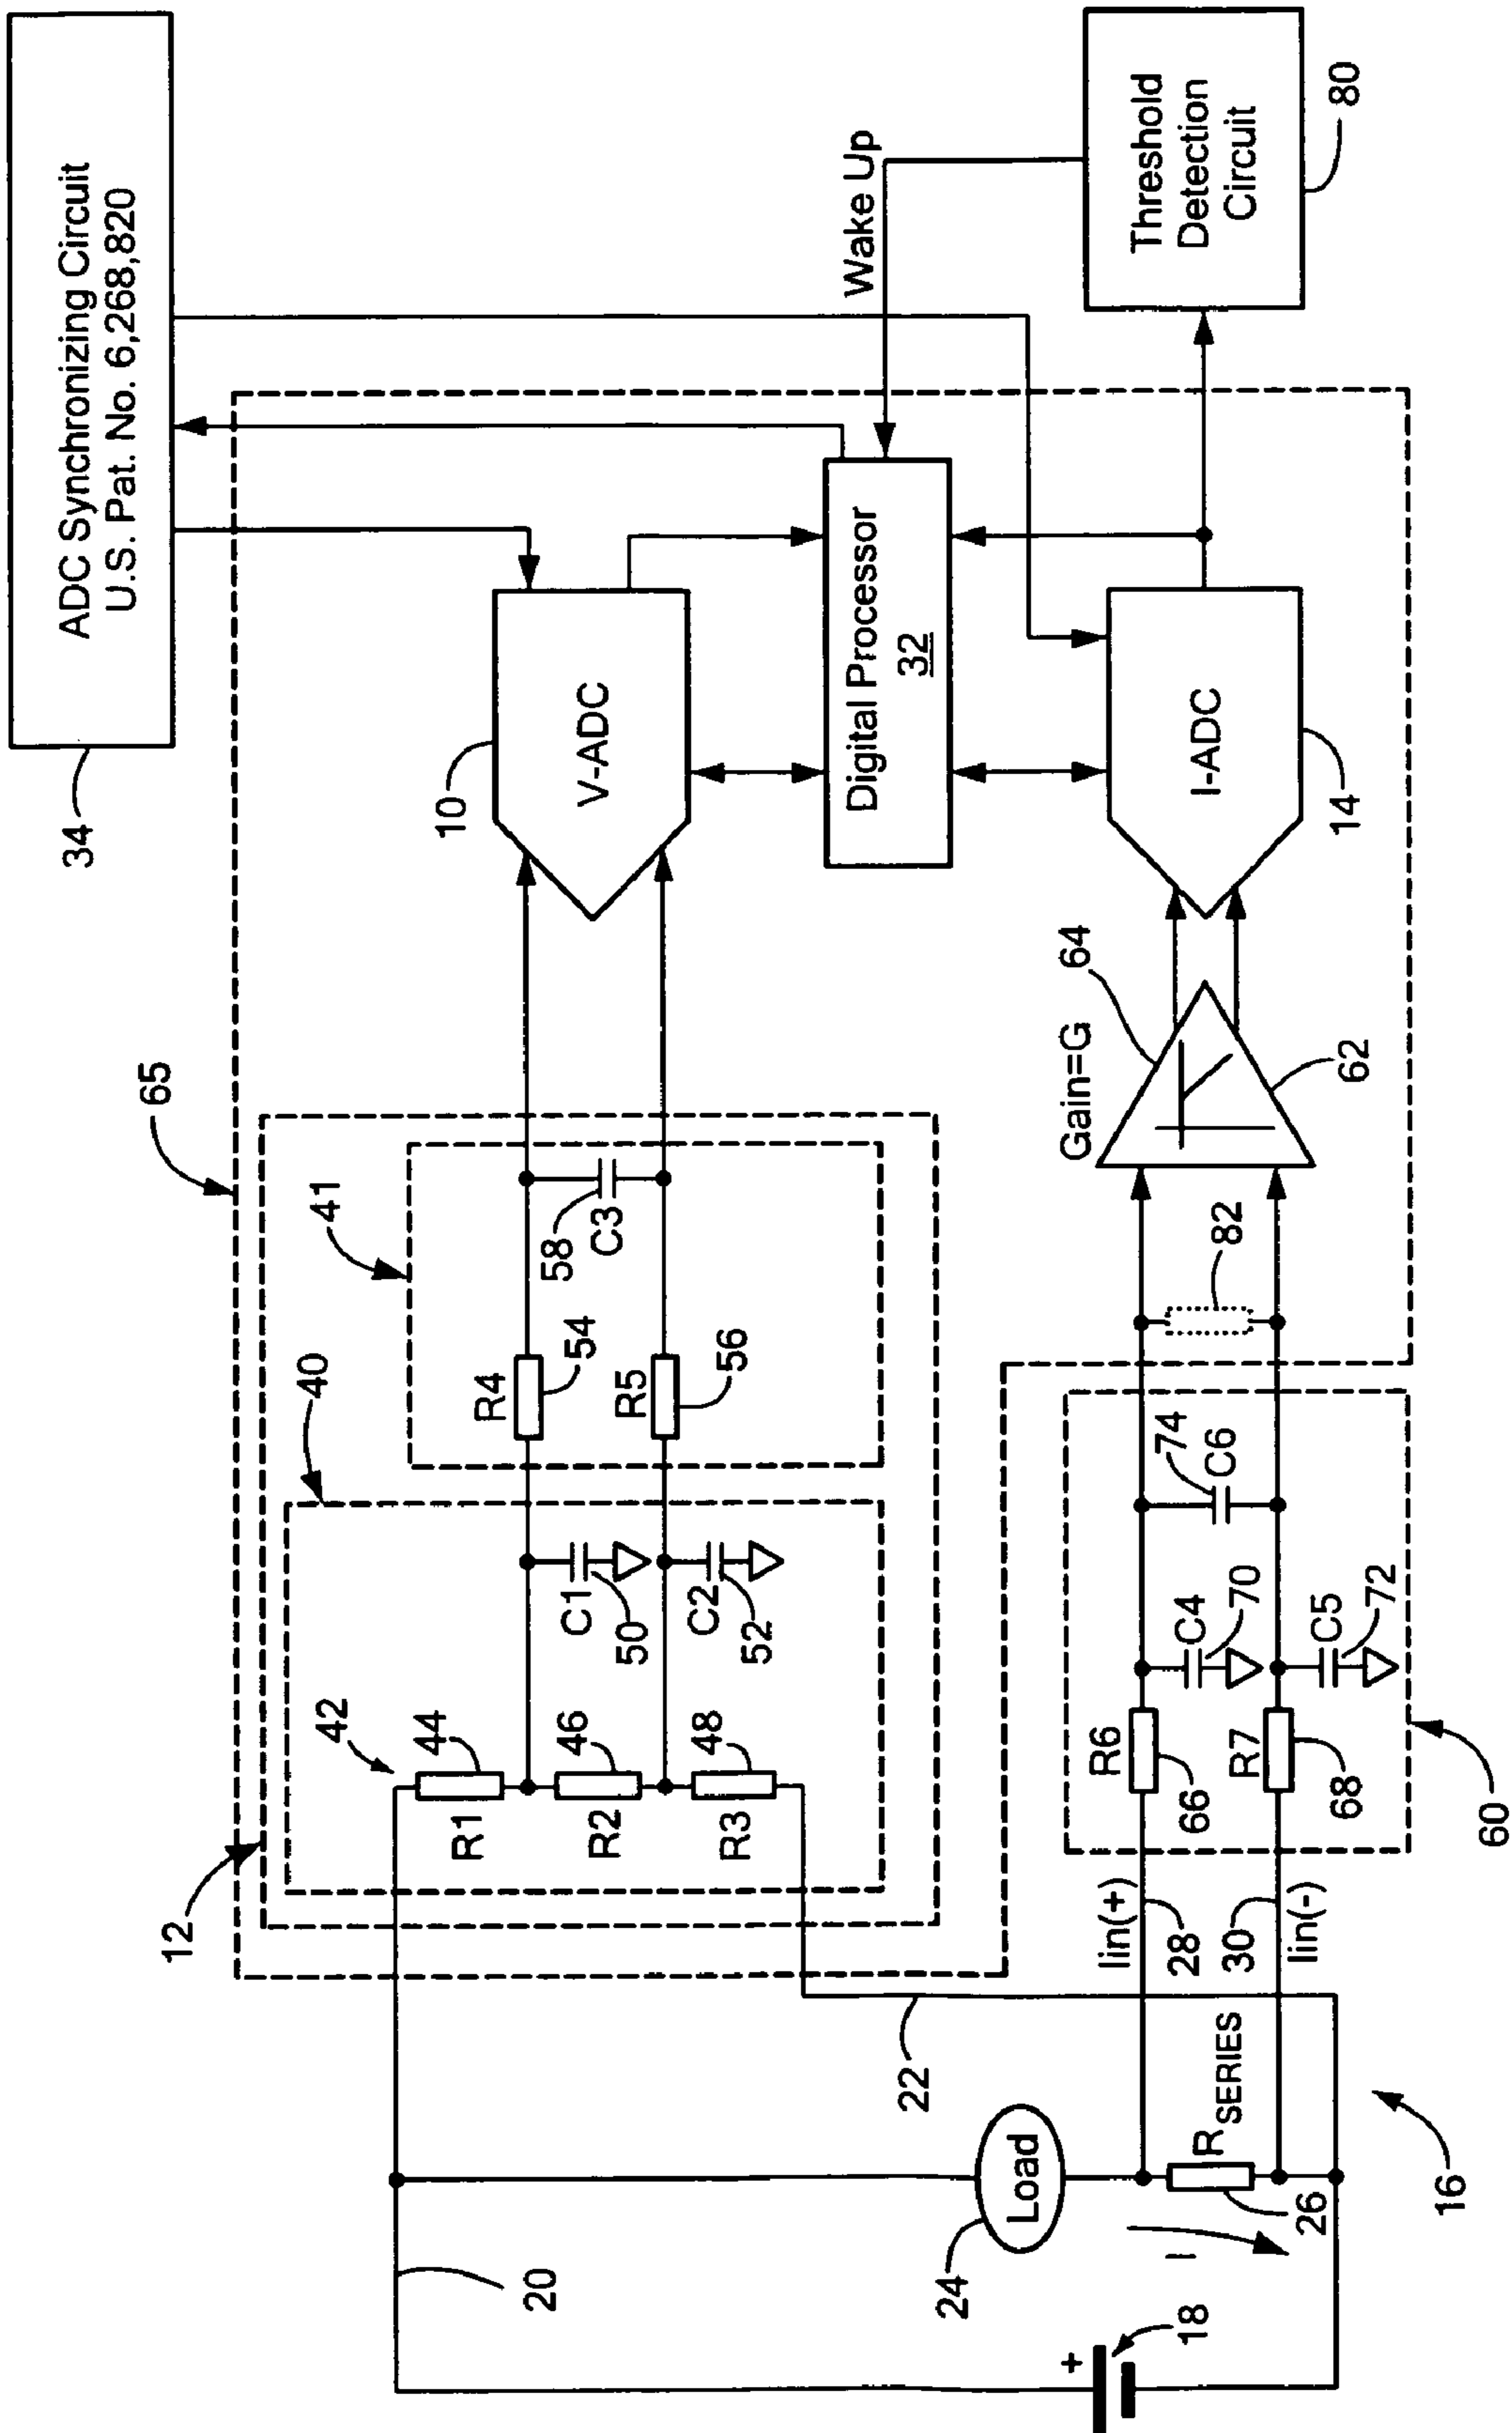 ADC Synchronizing Circuit
U.S. Pat. No. 6,268,820
34
65
12
40
41
42
44
R1
46
R2
48
R3
C1
50
C2
52
R4
54
R5
56
58
C3
10
V-ADC
Digital Processor
32
Wake Up
Threshold
Detection
Circuit
80
20
22
24
Load
18
+
I
26
R SERIES
16
Iin(+)
28
30
Iin(-)
R6
66
R7
68
C4
70
C5
72
74
C6
60
82
Gain=G
64
62
I-ADC
14